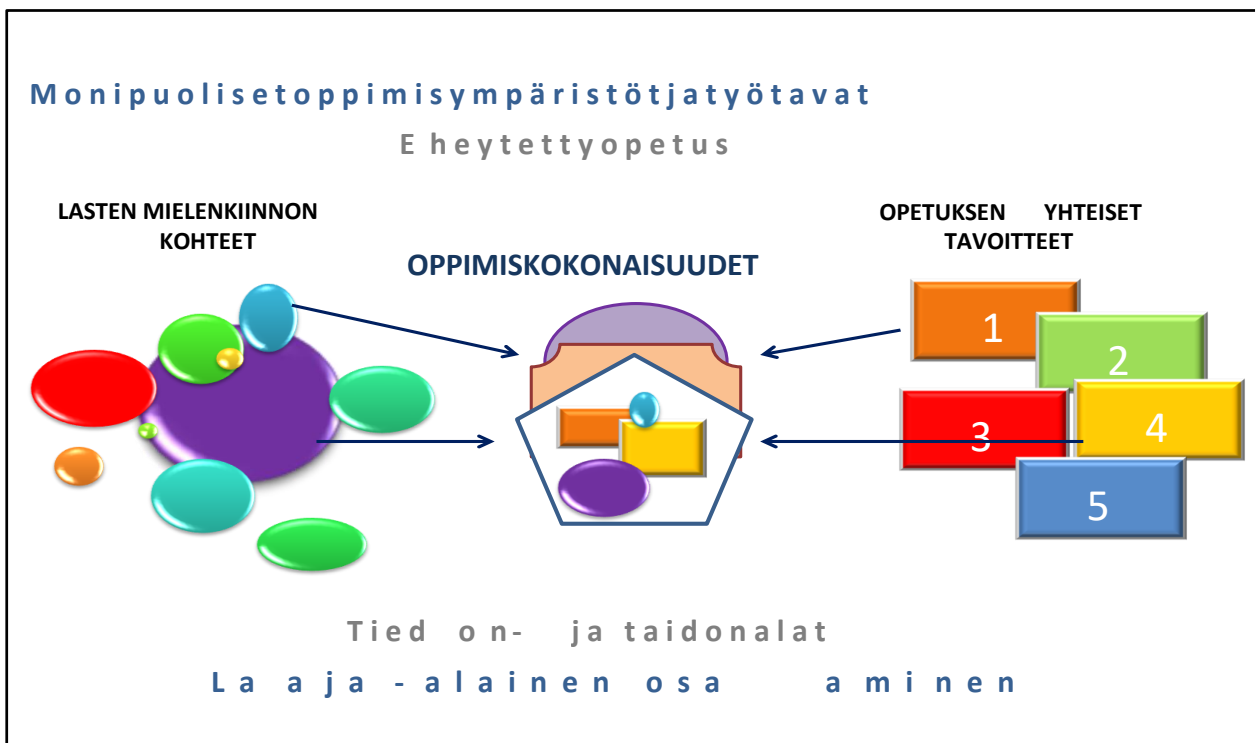 Monipuolisetoppimisympäristötjatyötavat
Eheytettyopetus
LASTEN MIELENKIINNON
KOHTEET
OPETUKSEN YHTEISET
TAVOITTEET
OPPIMISKOKONAISUUDET
1
2
3
4
5
Tiedon- ja taidonalat
Laaja-alainen osaaminen